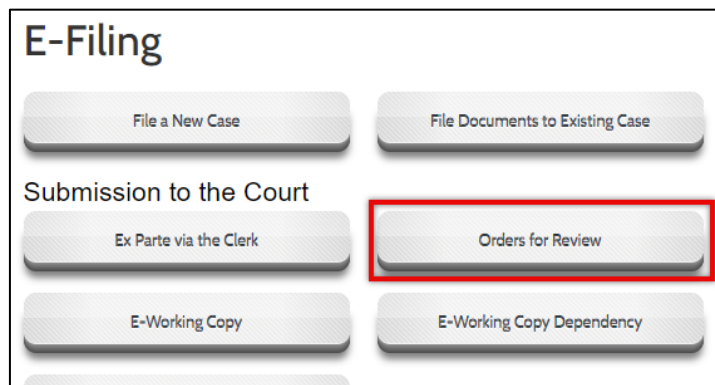 E-Filing
File a New Case
File Documents to Existing Case
Submission to the Court
Ex Parte via the Clerk
Orders for Review
E-Working Copy
E-Working Copy Dependency